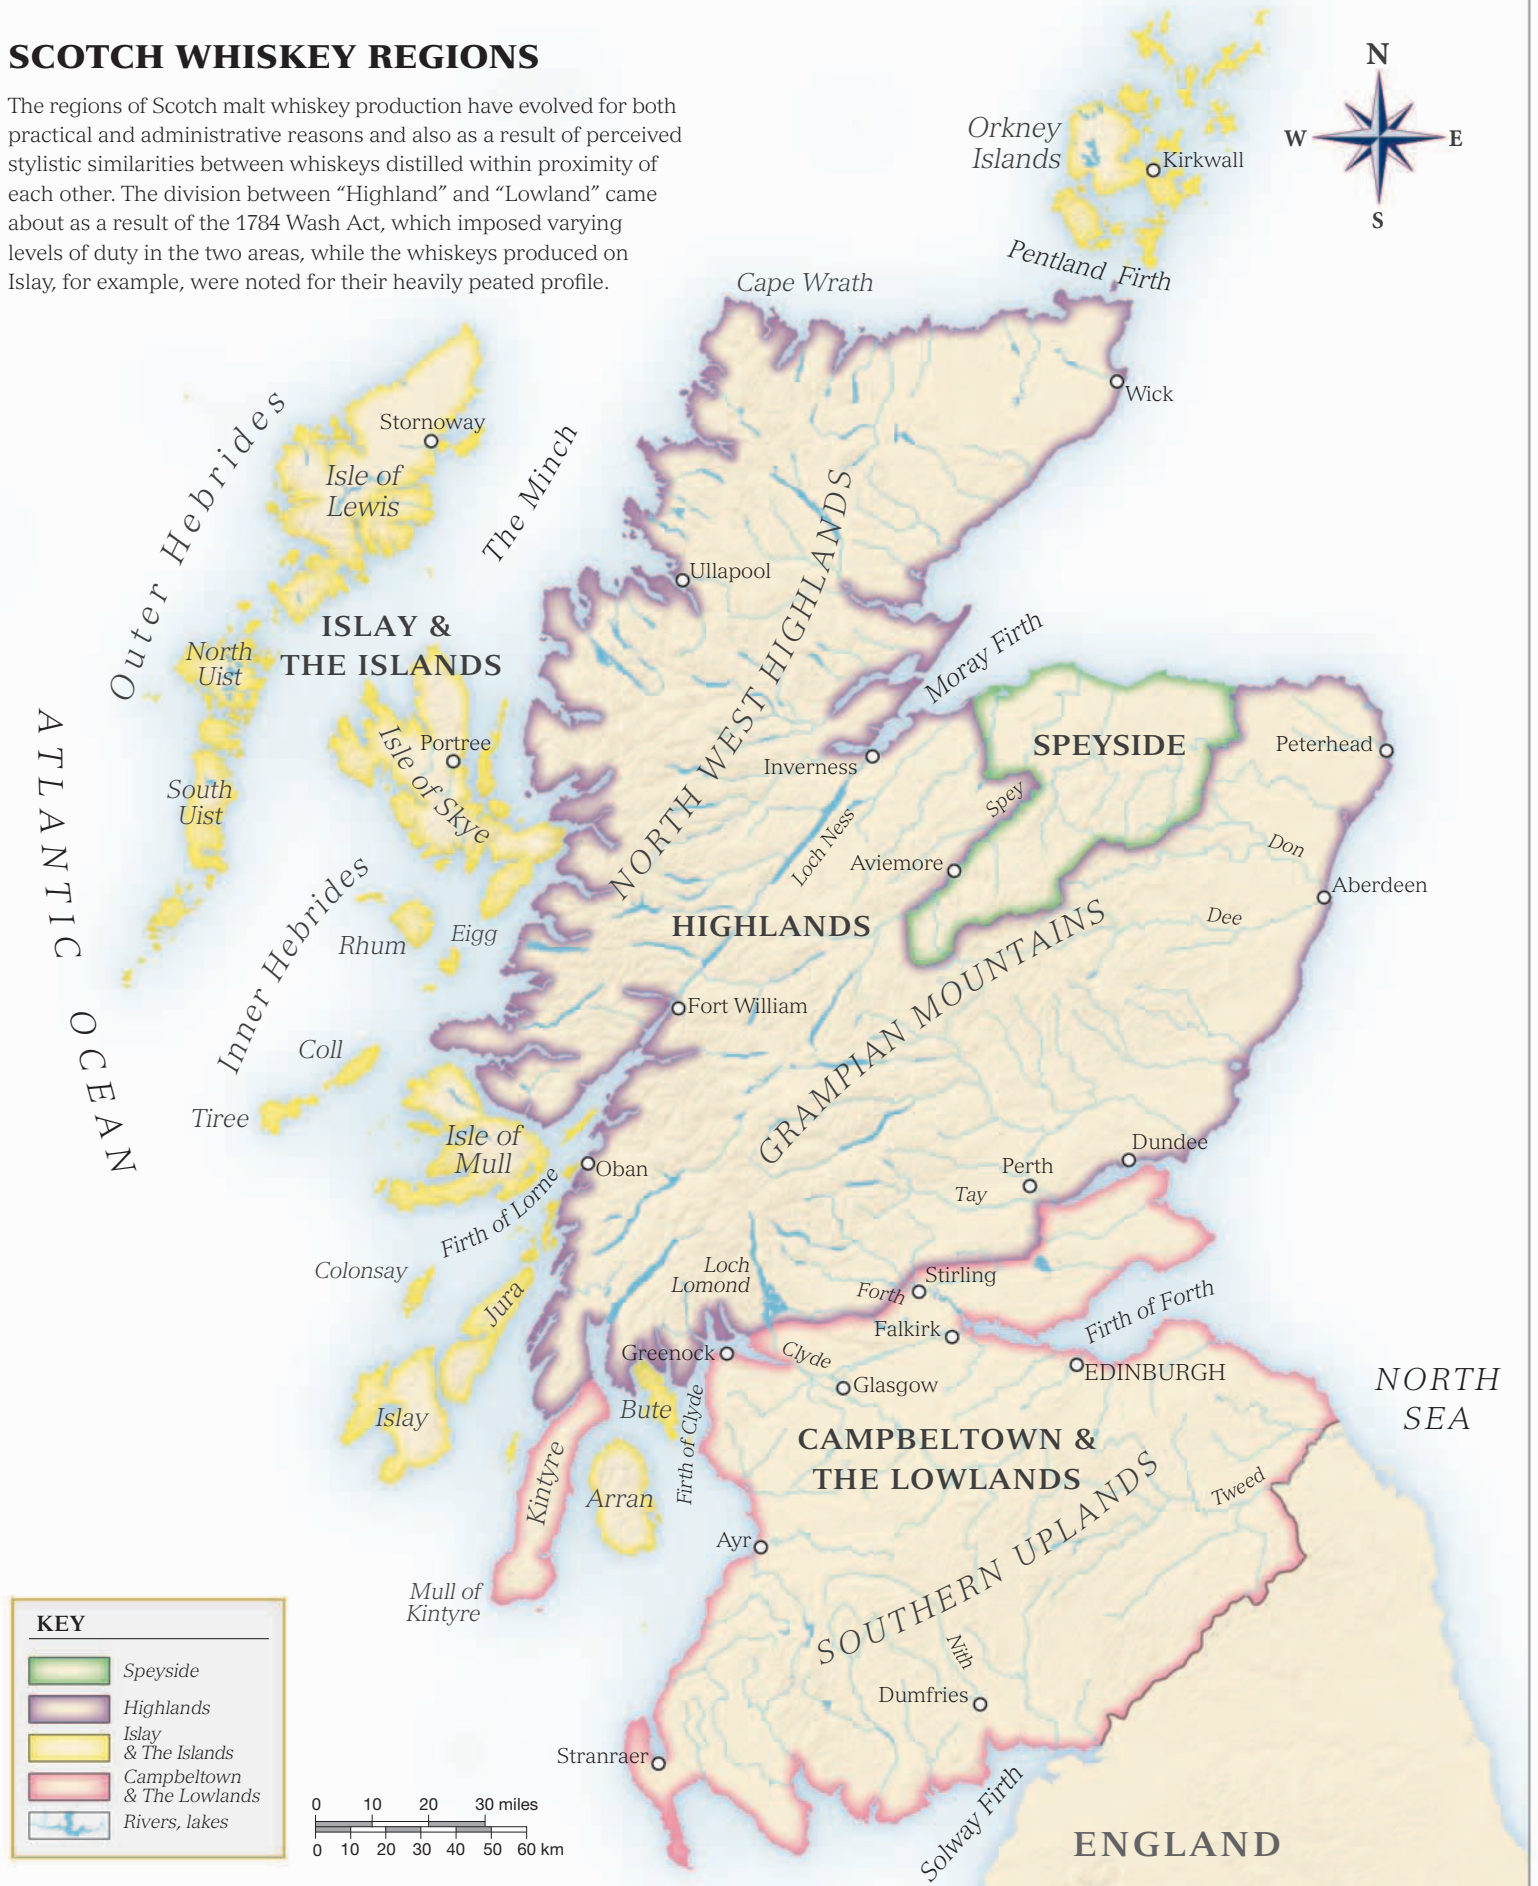 SCOTCH WHISKEY REGIONS
The regions of Scotch malt whiskey production have evolved for both
practical and administrative reasons and also as a result of perceived
stylistic similarities between whiskeys distilled within proximity of
each other. The division between “Highland” and “Lowland” came
about as a result of the 1784 Wash Act, which imposed varying
levels of duty in the two areas, while the whiskeys produced on
Islay, for example, were noted for their heavily peated profile.
N
W
E
S
Orkney
Islands
Kirkwall
Pentland Firth
Cape Wrath
Wick
Outer Hebrides
Stornoway
Isle of
Lewis
The Minch
Ullapool
NORTH WEST HIGHLANDS
ISLAY &
THE ISLANDS
North
Uist
Moray Firth
ATLANTIC OCEAN
Portree
Isle of Skye
South
Uist
Inverness
SPEYSIDE
Peterhead
Spey
Loch Ness
Aviemore
Don
Aberdeen
Dee
Inner Hebrides
Rhum
Eigg
HIGHLANDS
GRAMPIAN MOUNTAINS
Fort William
Coll
Tiree
Isle of
Mull
Oban
Firth of Lorne
Dundee
Perth
Tay
Colonsay
Jura
Loch
Lomond
Stirling
Forth
Firth of Forth
Falkirk
Greenock
Clyde
Glasgow
EDINBURGH
NORTH
SEA
Islay
Bute
Firth of Clyde
Kintyre
Arran
CAMPBELTOWN &
THE LOWLANDS
Tweed
SOUTHERN UPLANDS
Ayr
Mull of
Kintyre
Nith
Dumfries
Stranraer
Solway Firth
ENGLAND
KEY
Speyside
Highlands
Islay
& The Islands
Campbeltown
& The Lowlands
Rivers, lakes
0 10 20 30 miles
0 10 20 30 40 50 60 km